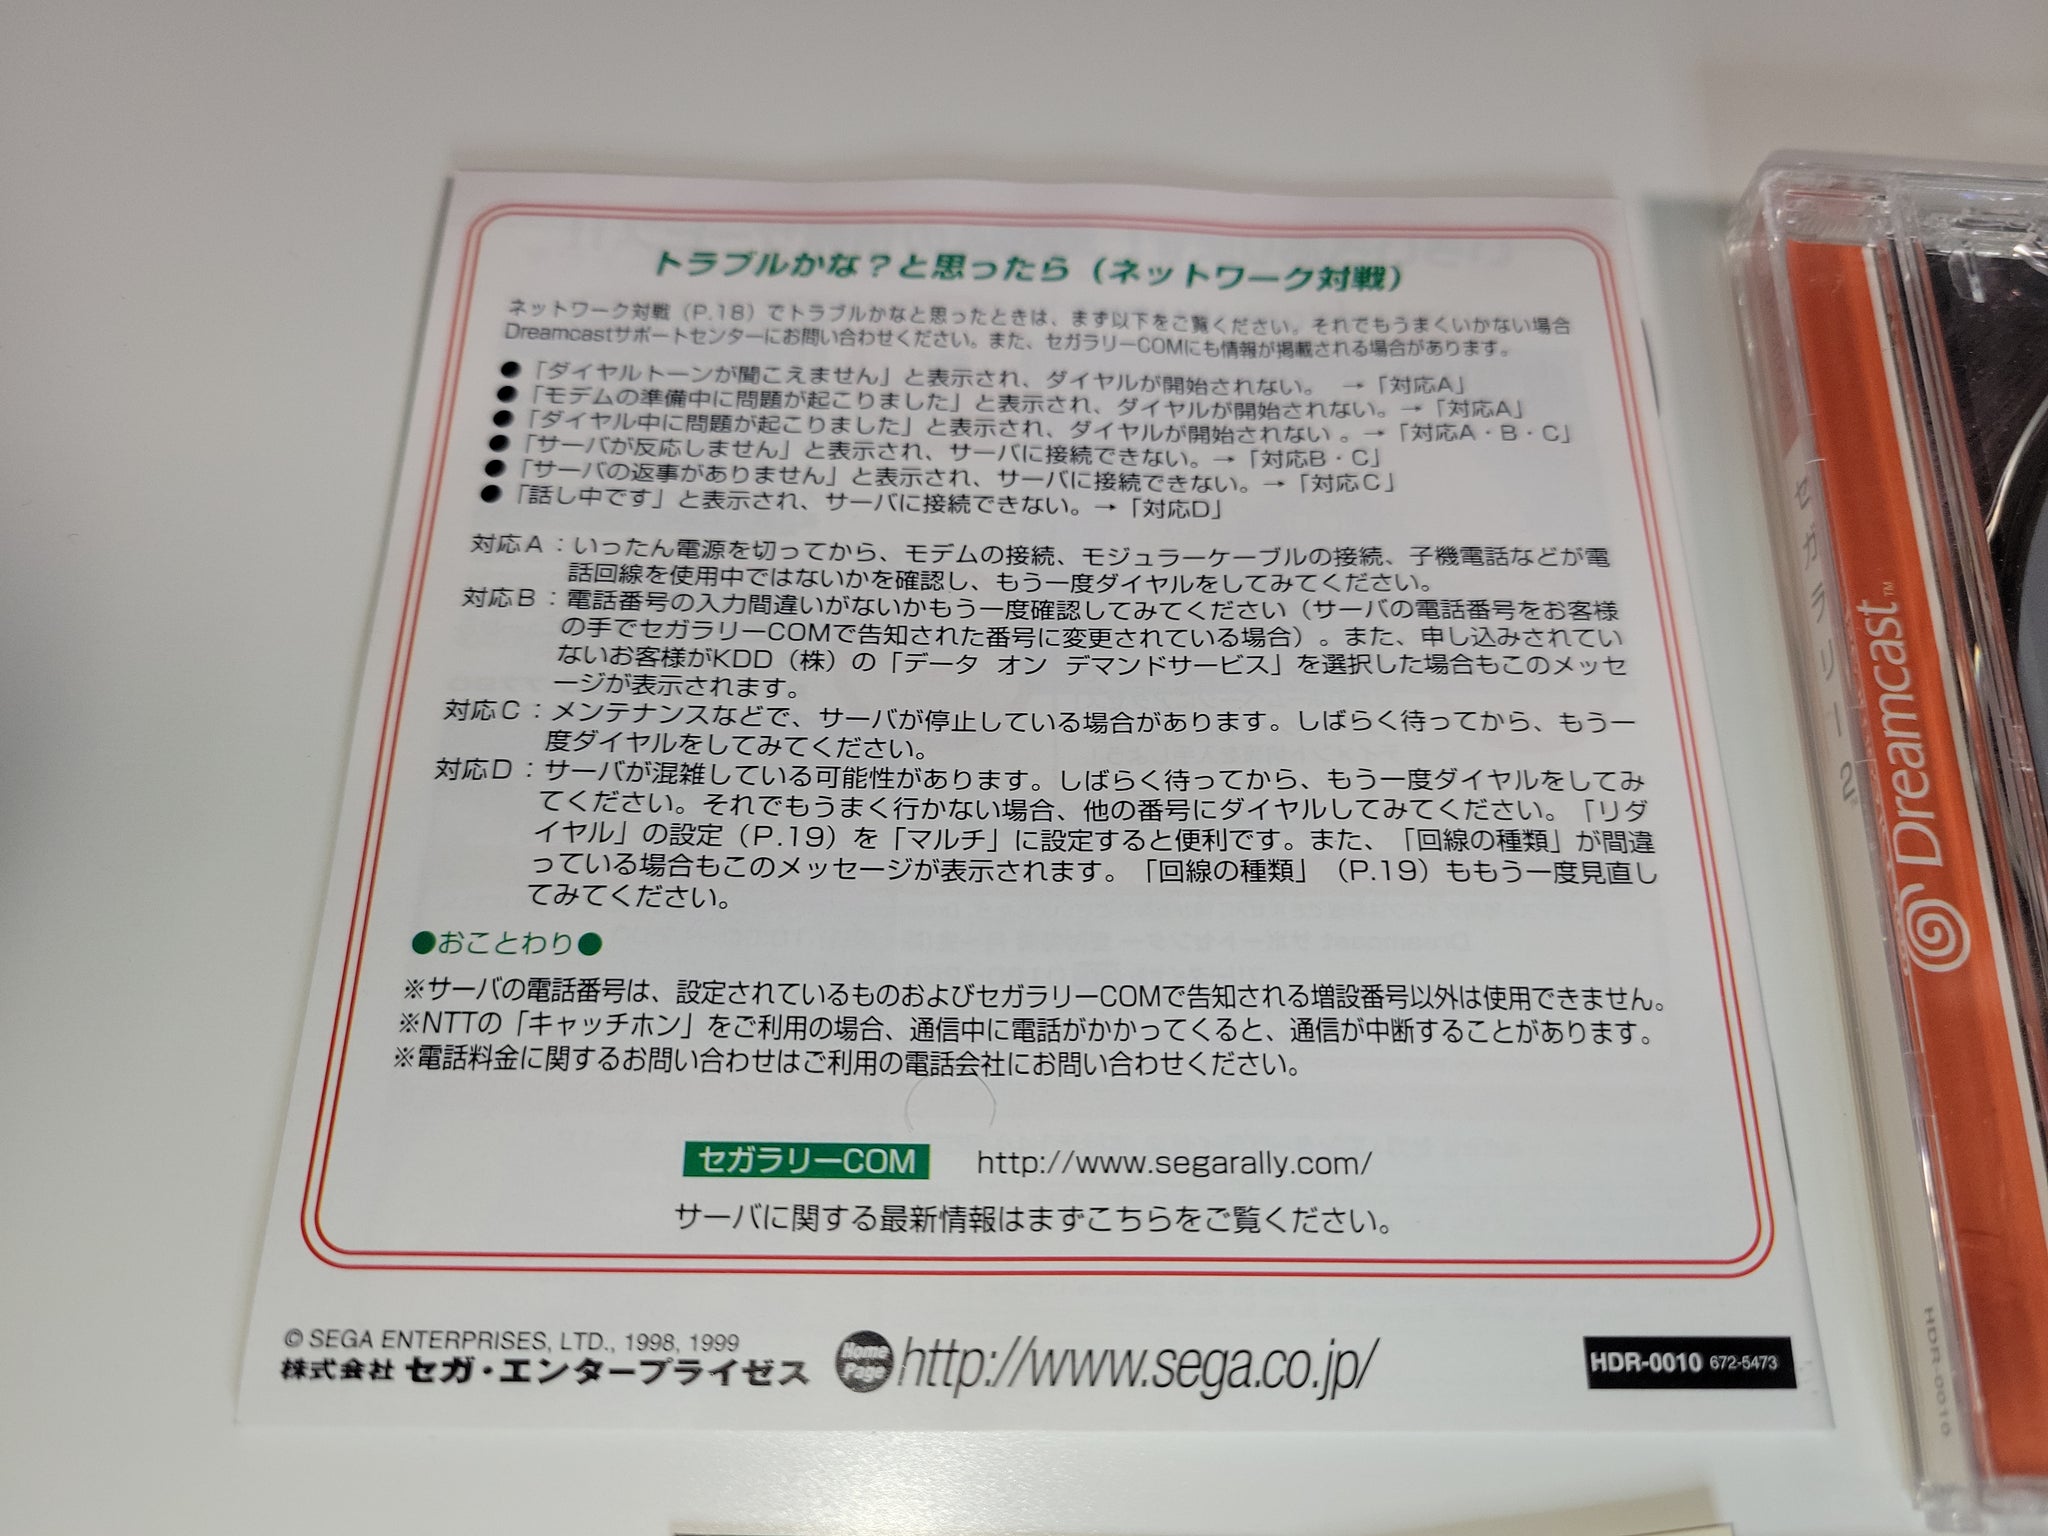 トラブルかな？と思ったら（ネットワーク対戦）
ネットワーク対戦（P.18）でトラブルかなと思ったときは、まず以下をご覧ください。それでもうまくいかない場合
Dreamcastサポートセンターにお問い合わせください。また、セガラリーCOMにも情報が掲載される場合があります。
●「ダイヤルトーンが聞こえません」と表示され、ダイヤルが開始されない。 →「対応A」
●「モデムの準備中に問題が起こりました」と表示され、ダイヤルが開始されない。→「対応A」
●「ダイヤル中に問題が起こりました」と表示され、ダイヤルが開始されない 。→「対応A・B・C」
●「サーバが反応しません」と表示され、サーバに接続できない。→「対応B・C」
●「サーバの返事がありません」と表示され、サーバに接続できない。→「対応C」
●「話し中です」と表示され、サーバに接続できない。→「対応D」
対応A：いったん電源を切ってから、モデムの接続、モジュラーケーブルの接続、子機電話などが電
話回線を使用中ではないかを確認し、もう一度ダイヤルをしてみてください。
対応B：電話番号の入力間違いがないかもう一度確認してみてください（サーバの電話番号をお客様
の手でセガラリーCOMで告知された番号に変更されている場合）。また、申し込みされてい
ないお客様がKDD（株）の「データ オン デマンドサービス」を選択した場合もこのメッセ
ージが表示されます。
対応C：メンテナンスなどで、サーバが停止している場合があります。しばらく待ってから、もう一
度ダイヤルをしてみてください。
対応D：サーバが混雑している可能性があります。しばらく待ってから、もう一度ダイヤルをしてみ
てください。それでもうまく行かない場合、他の番号にダイヤルしてみてください。「リダ
イヤル」の設定（P.19）を「マルチ」に設定すると便利です。また、「回線の種類」が間違
っている場合もこのメッセージが表示されます。「回線の種類」（P.19）ももう一度見直し
てみてください。
●おことわり●
※サーバの電話番号は、設定されているものおよびセガラリーCOMで告知される増設番号以外は使用できません。
※NTTの「キャッチホン」をご利用の場合、通信中に電話がかかってくると、通信が中断することがあります。
※電話料金に関するお問い合わせはご利用の電話会社にお問い合わせください。
セガラリーCOM http://www.segarally.com/
サーバに関する最新情報はまずこちらをご覧ください。
© SEGA ENTERPRISES, LTD., 1998, 1999
株式会社 セガ・エンタープライゼス
Home Page http://www.sega.co.jp/
HDR-0010 672-5473
セガラリー 2
Dreamcast™
HDR-0010